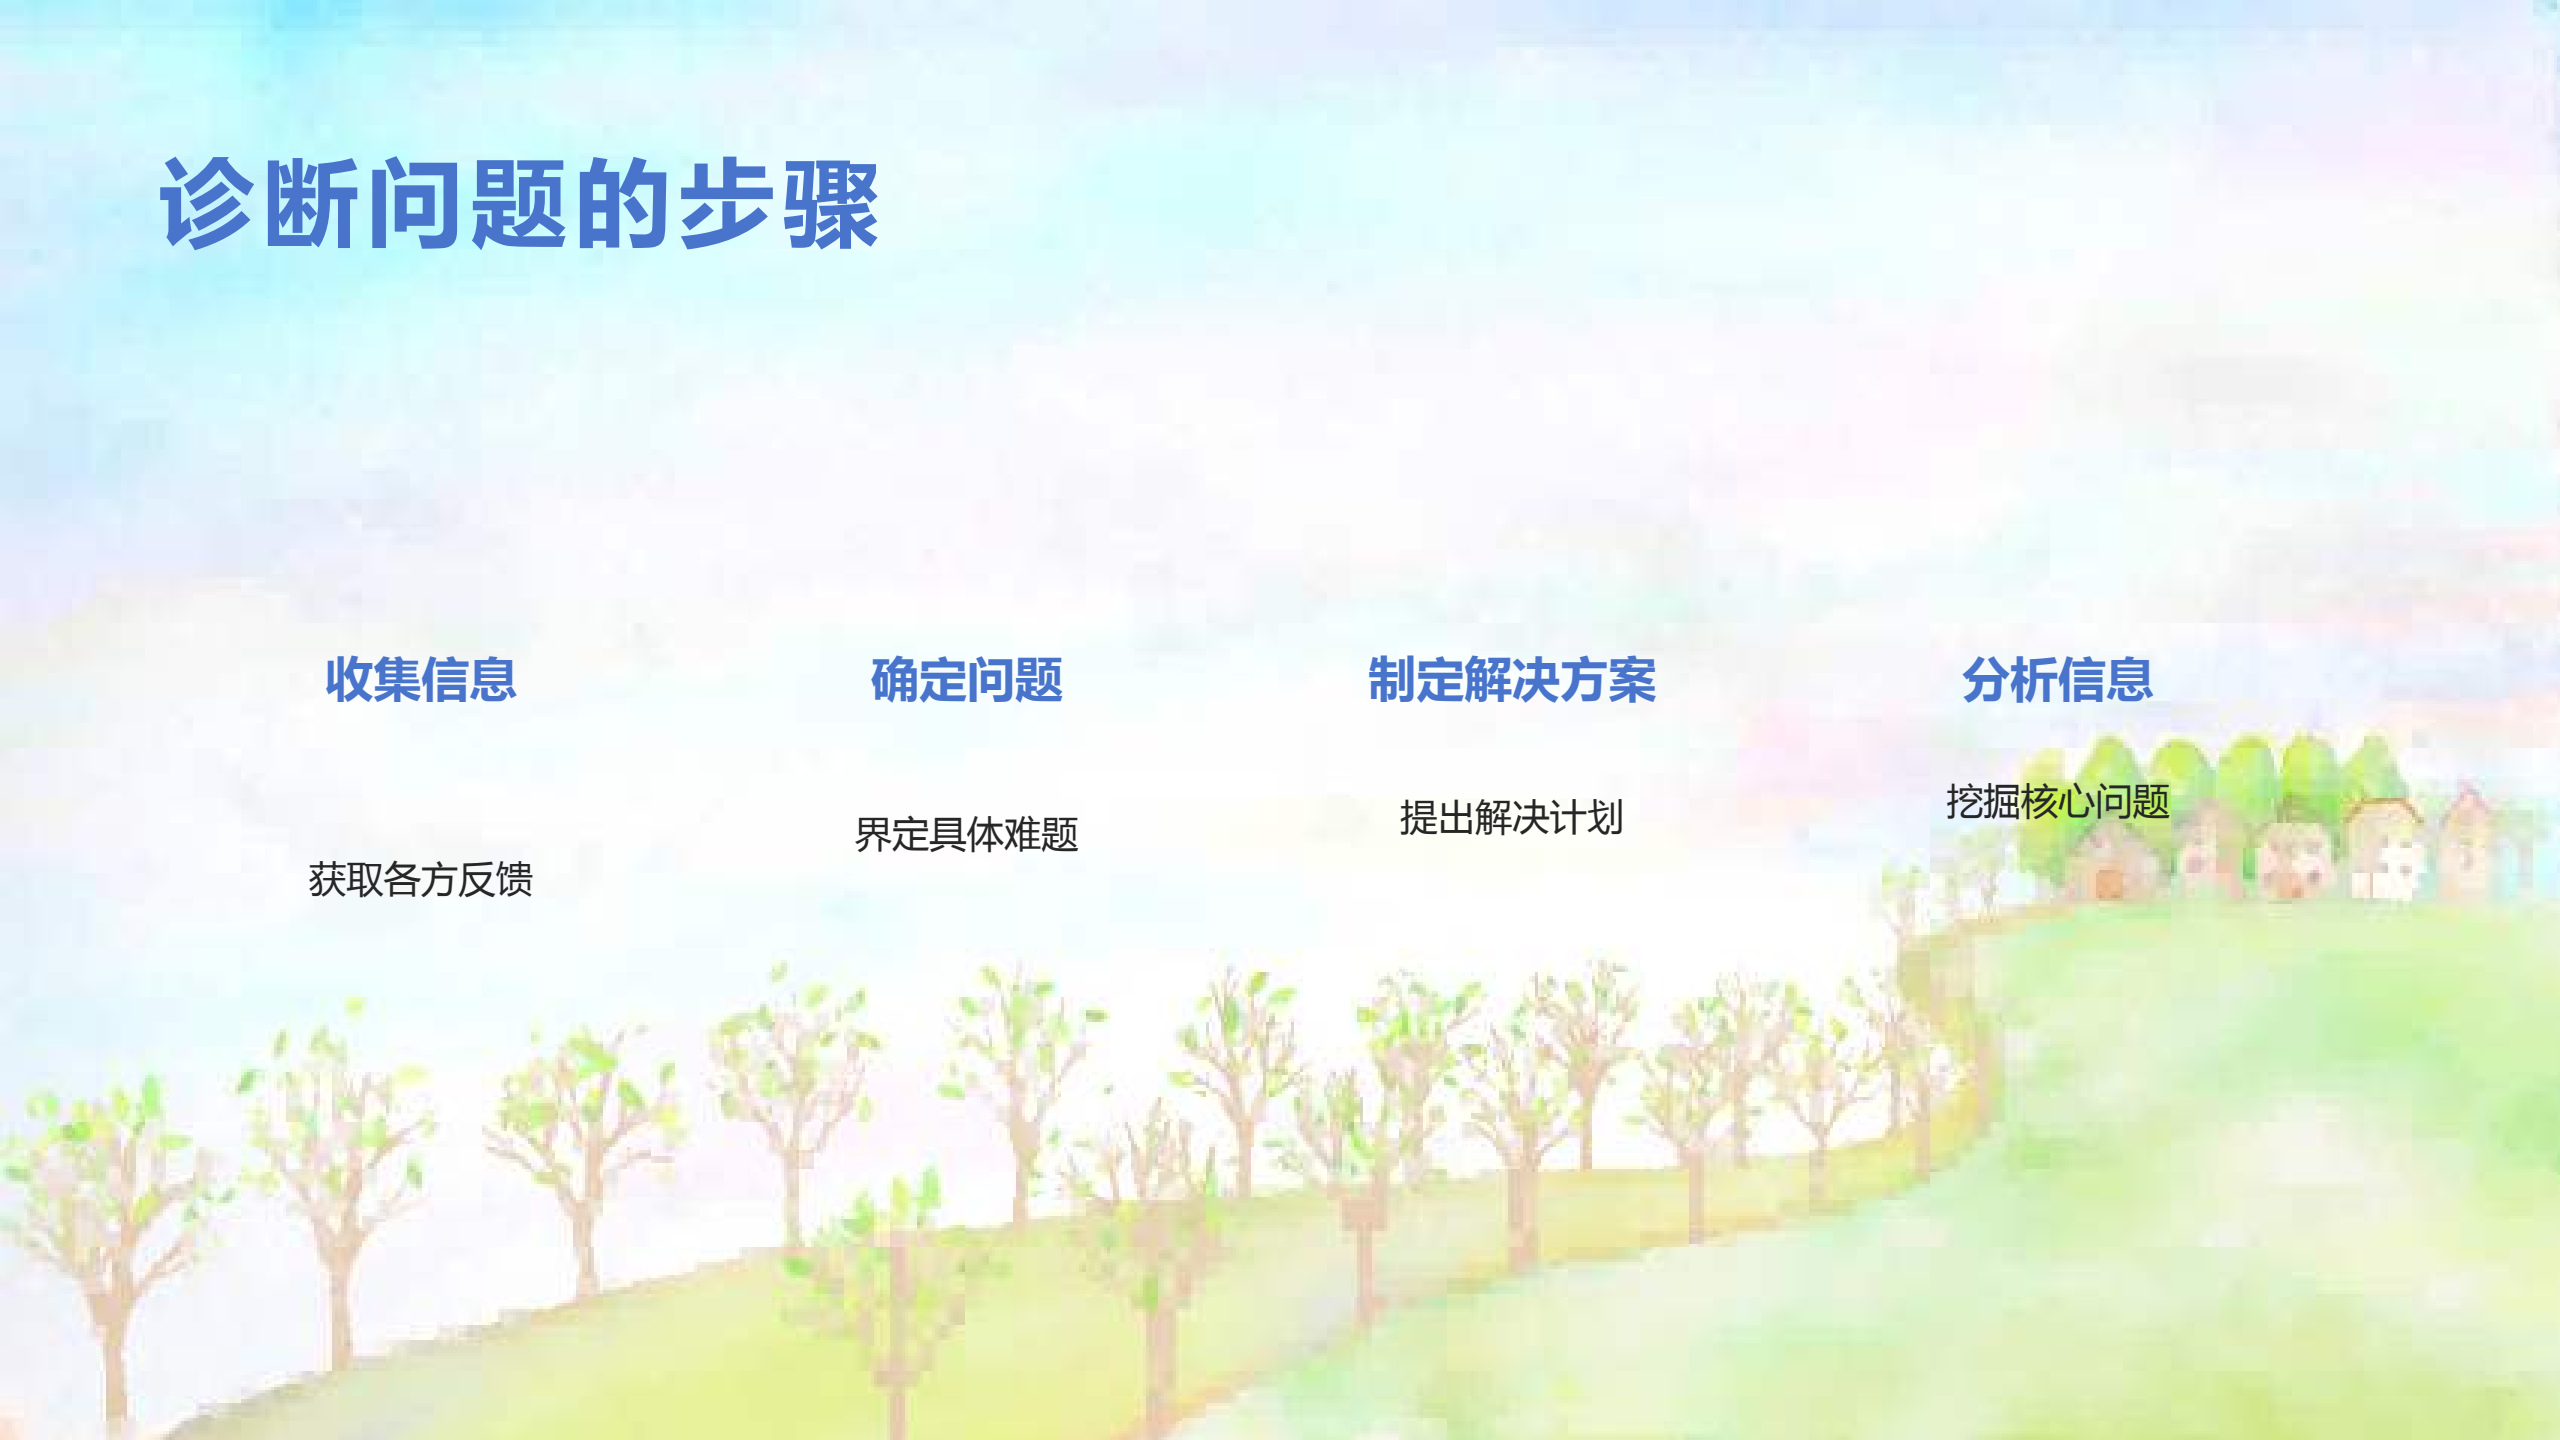 诊断问题的步骤
收集信息
获取各方反馈
确定问题
界定具体难题
制定解决方案
提出解决计划
分析信息
挖掘核心问题